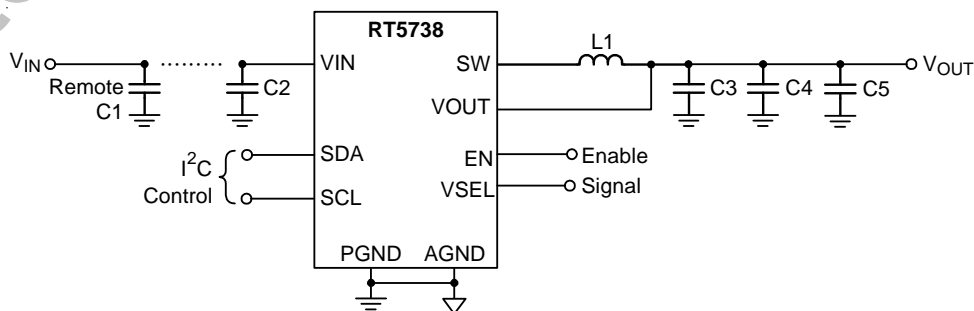 RT5738
L1
VIN
VIN
SW
VOUT
Remote
C1
C2
C3
C4
C5
VOUT
SDA
EN
Enable
I²C
Control
SCL
VSEL
Signal
PGND
AGND